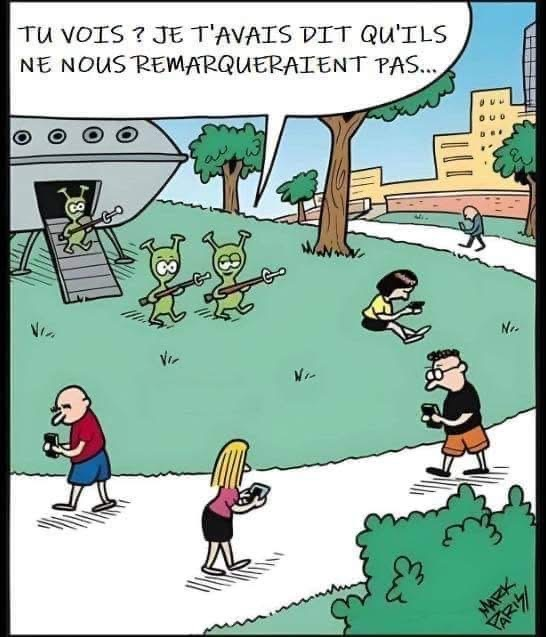 TU VOIS ? JE T'AVAIS DIT QU'ILS
NE NOUS REMARQUERAIENT PAS...
MARK
PARISI